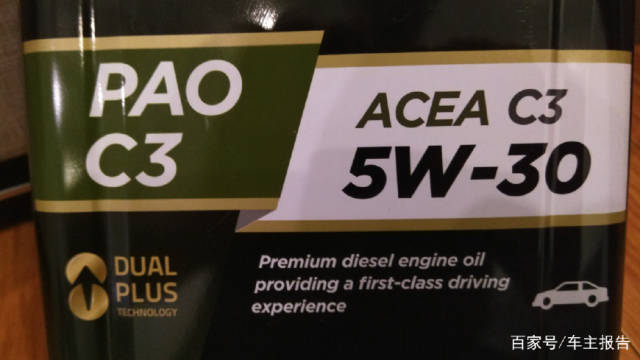 PAO
C3
ACEA C3
5W-30
DUAL
PLUS
TECHNOLOGY
Premium diesel engine oil
providing a first-class driving
experience
百家号/车主报告